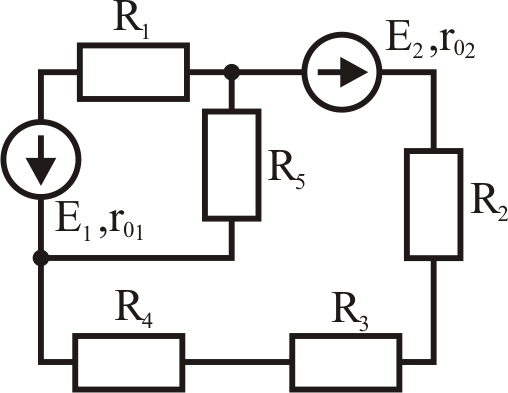 R₁
E₂,r₀₂
R₅
R₂
E₁,r₀₁
R₄
R₃